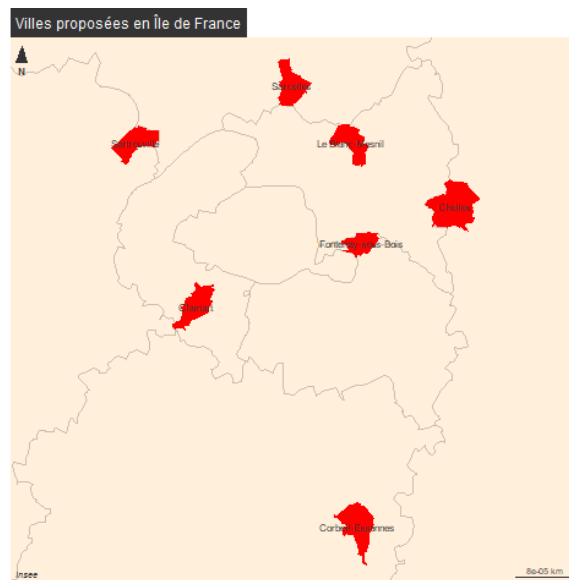 Villes proposées en Île de France
N
Sarcelles
Sartrouville
Le Blanc-Mesnil
Chelles
Fontenay-sous-Bois
Clamart
Corbeil-Essonnes
Insee
8e-05 km